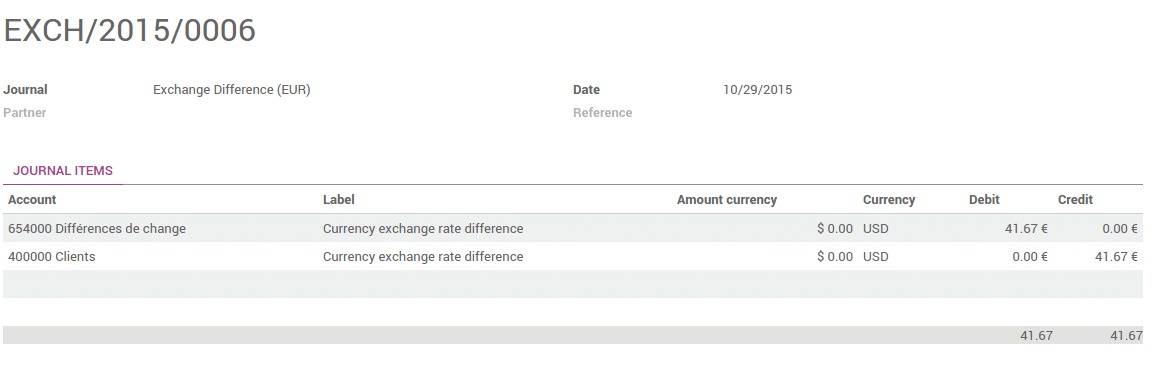 EXCH/2015/0006
Journal Exchange Difference (EUR) Date 10/29/2015
Partner Reference
JOURNAL ITEMS
Account Label Amount currency Currency Debit Credit
654000 Différences de change Currency exchange rate difference $ 0.00 USD 41.67 € 0.00 €
400000 Clients Currency exchange rate difference $ 0.00 USD 0.00 € 41.67 €
41.67 41.67